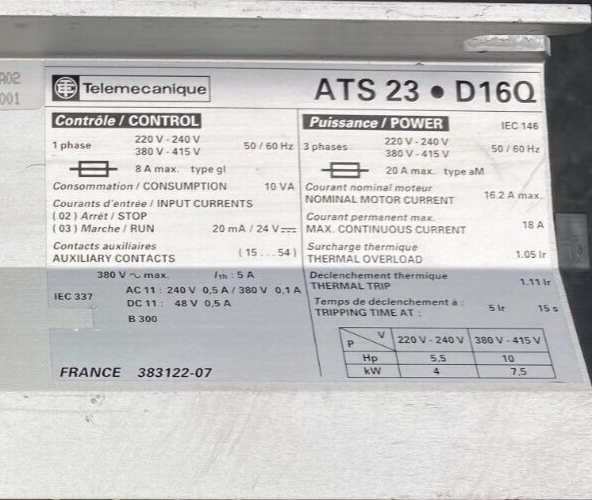 A02
001
Telemecanique
ATS 23 • D16Q
Contrôle / CONTROL
1 phase
220 V - 240 V
380 V - 415 V
50 / 60 Hz
8 A max. type gl
Consommation / CONSUMPTION 10 VA
Courants d'entrée / INPUT CURRENTS
( 02 ) Arrêt / STOP
( 03 ) Marche / RUN 20 mA / 24 V
Contacts auxiliaires
AUXILIARY CONTACTS ( 15 ... 54 )
380 V ~ max. Ith : 5 A
IEC 337
AC 11 : 240 V 0,5 A / 380 V 0,1 A
DC 11 : 48 V 0,5 A
B 300
FRANCE 383122-07
Puissance / POWER IEC 146
3 phases
220 V - 240 V
380 V - 415 V
50 / 60 Hz
20 A max. type aM
Courant nominal moteur
NOMINAL MOTOR CURRENT 16.2 A max.
Courant permanent max.
MAX. CONTINUOUS CURRENT 18 A
Surcharge thermique
THERMAL OVERLOAD 1.05 Ir
Déclenchement thermique
THERMAL TRIP 1.11 Ir
Temps de déclenchement à :
TRIPPING TIME AT : 5 Ir 15 s
P V 220 V - 240 V 380 V - 415 V
Hp 5,5 10
kW 4 7,5